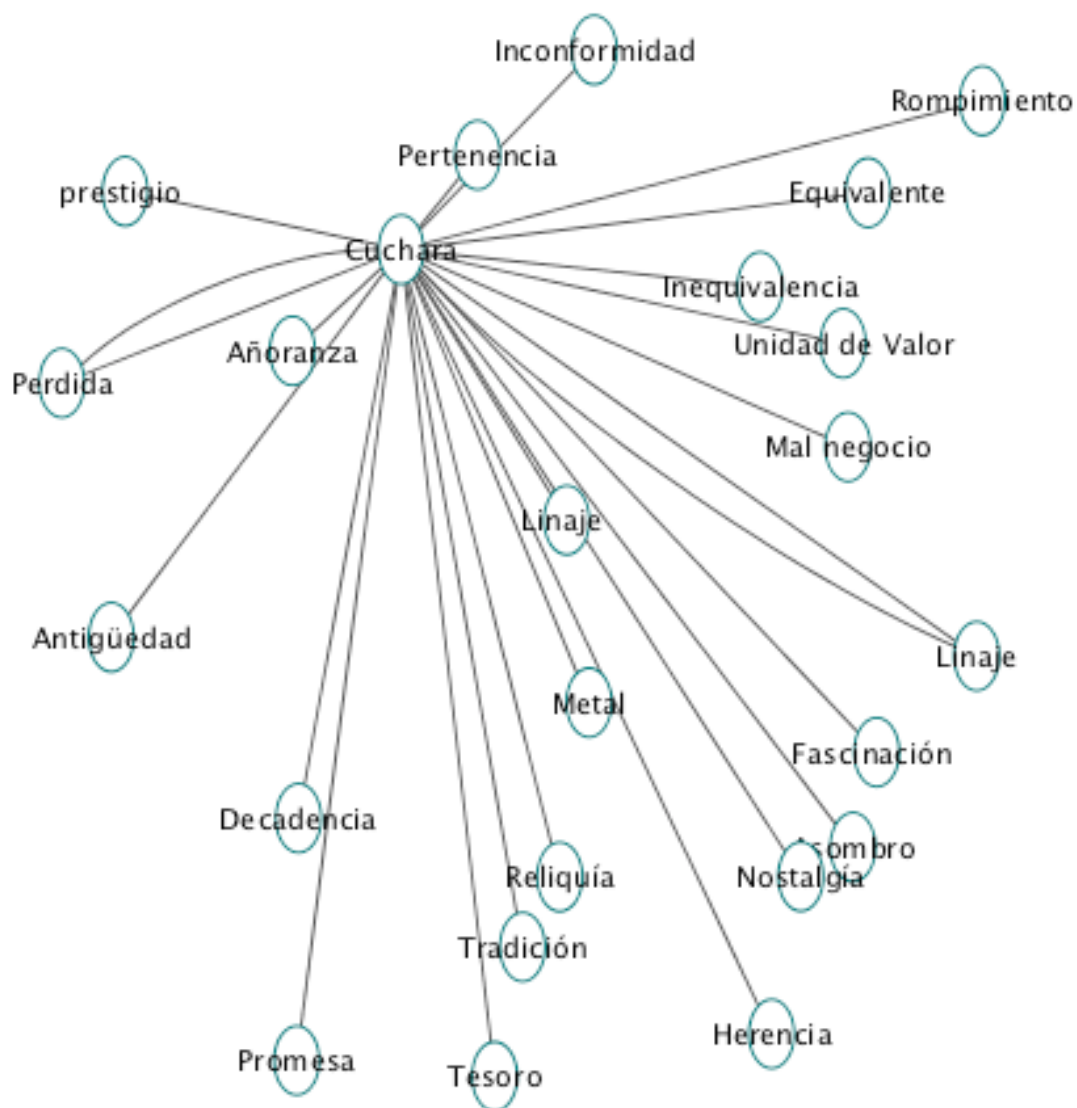 Inconformidad
Rompimiento
Pertenencia
prestigio
Equivalente
Cuchara
Inequivalencia
Unidad de Valor
Añoranza
Perdida
Mal negocio
Linaje
Antigüedad
Linaje
Metal
Fascinación
Decadencia
Asombro
Reliquía
Nostalgía
Tradición
Herencia
Promesa
Tesoro